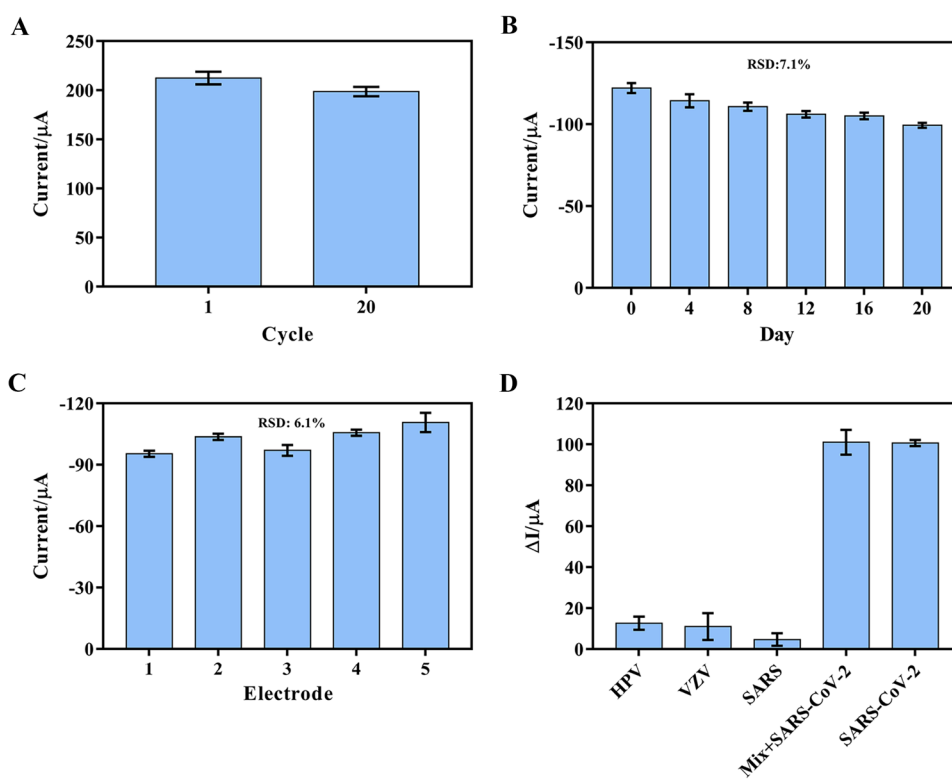 A
250
200
150
100
50
0
Current/μA
1
20
Cycle
B
-150
-100
-50
0
Current/μA
RSD:7.1%
0
4
8
12
16
20
Day
C
-120
-90
-60
-30
0
Current/μA
RSD: 6.1%
1
2
3
4
5
Electrode
D
120
100
80
60
40
20
0
ΔI/μA
HPV
VZV
SARS
Mix+SARS-CoV-2
SARS-CoV-2